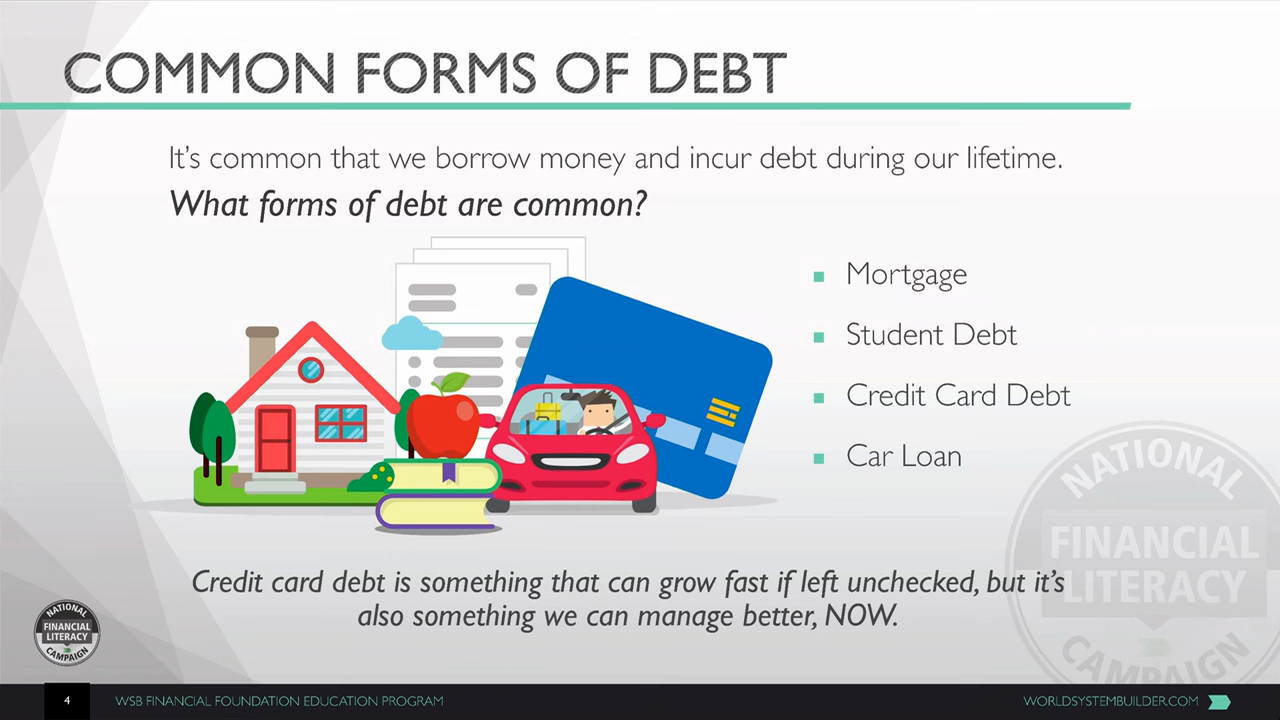 COMMON FORMS OF DEBT
It's common that we borrow money and incur debt during our lifetime.
What forms of debt are common?
Mortgage
Student Debt
Credit Card Debt
Car Loan
Credit card debt is something that can grow fast if left unchecked, but it's
also something we can manage better, NOW.
NATIONAL
FINANCIAL
LITERACY
CAMPAIGN
NATIONAL
FINANCIAL
LITERACY
CAMPAIGN
4
WSB FINANCIAL FOUNDATION EDUCATION PROGRAM
WORLDSYSTEMBUILDER.COM